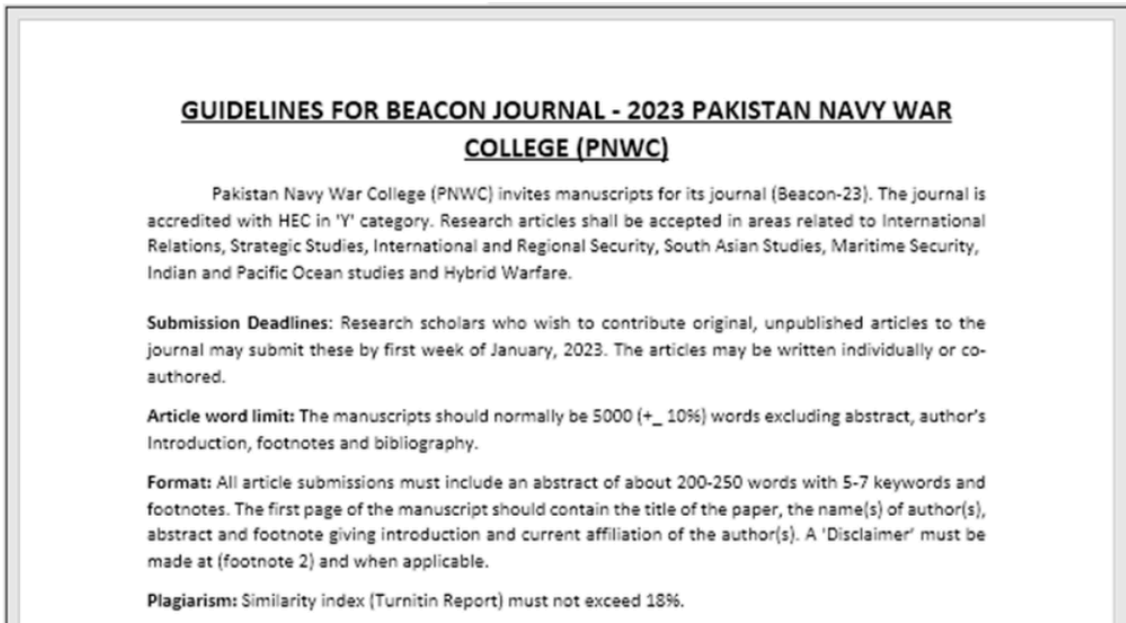 GUIDELINES FOR BEACON JOURNAL - 2023 PAKISTAN NAVY WAR
COLLEGE (PNWC)
Pakistan Navy War College (PNWC) invites manuscripts for its journal (Beacon-23). The journal is
accredited with HEC in 'Y' category. Research articles shall be accepted in areas related to International
Relations, Strategic Studies, International and Regional Security, South Asian Studies, Maritime Security,
Indian and Pacific Ocean studies and Hybrid Warfare.
Submission Deadlines: Research scholars who wish to contribute original, unpublished articles to the
journal may submit these by first week of January, 2023. The articles may be written individually or co-
authored.
Article word limit: The manuscripts should normally be 5000 (+_ 10%) words excluding abstract, author's
Introduction, footnotes and bibliography.
Format: All article submissions must include an abstract of about 200-250 words with 5-7 keywords and
footnotes. The first page of the manuscript should contain the title of the paper, the name(s) of author(s),
abstract and footnote giving introduction and current affiliation of the author(s). A 'Disclaimer' must be
made at (footnote 2) and when applicable.
Plagiarism: Similarity index (Turnitin Report) must not exceed 18%.